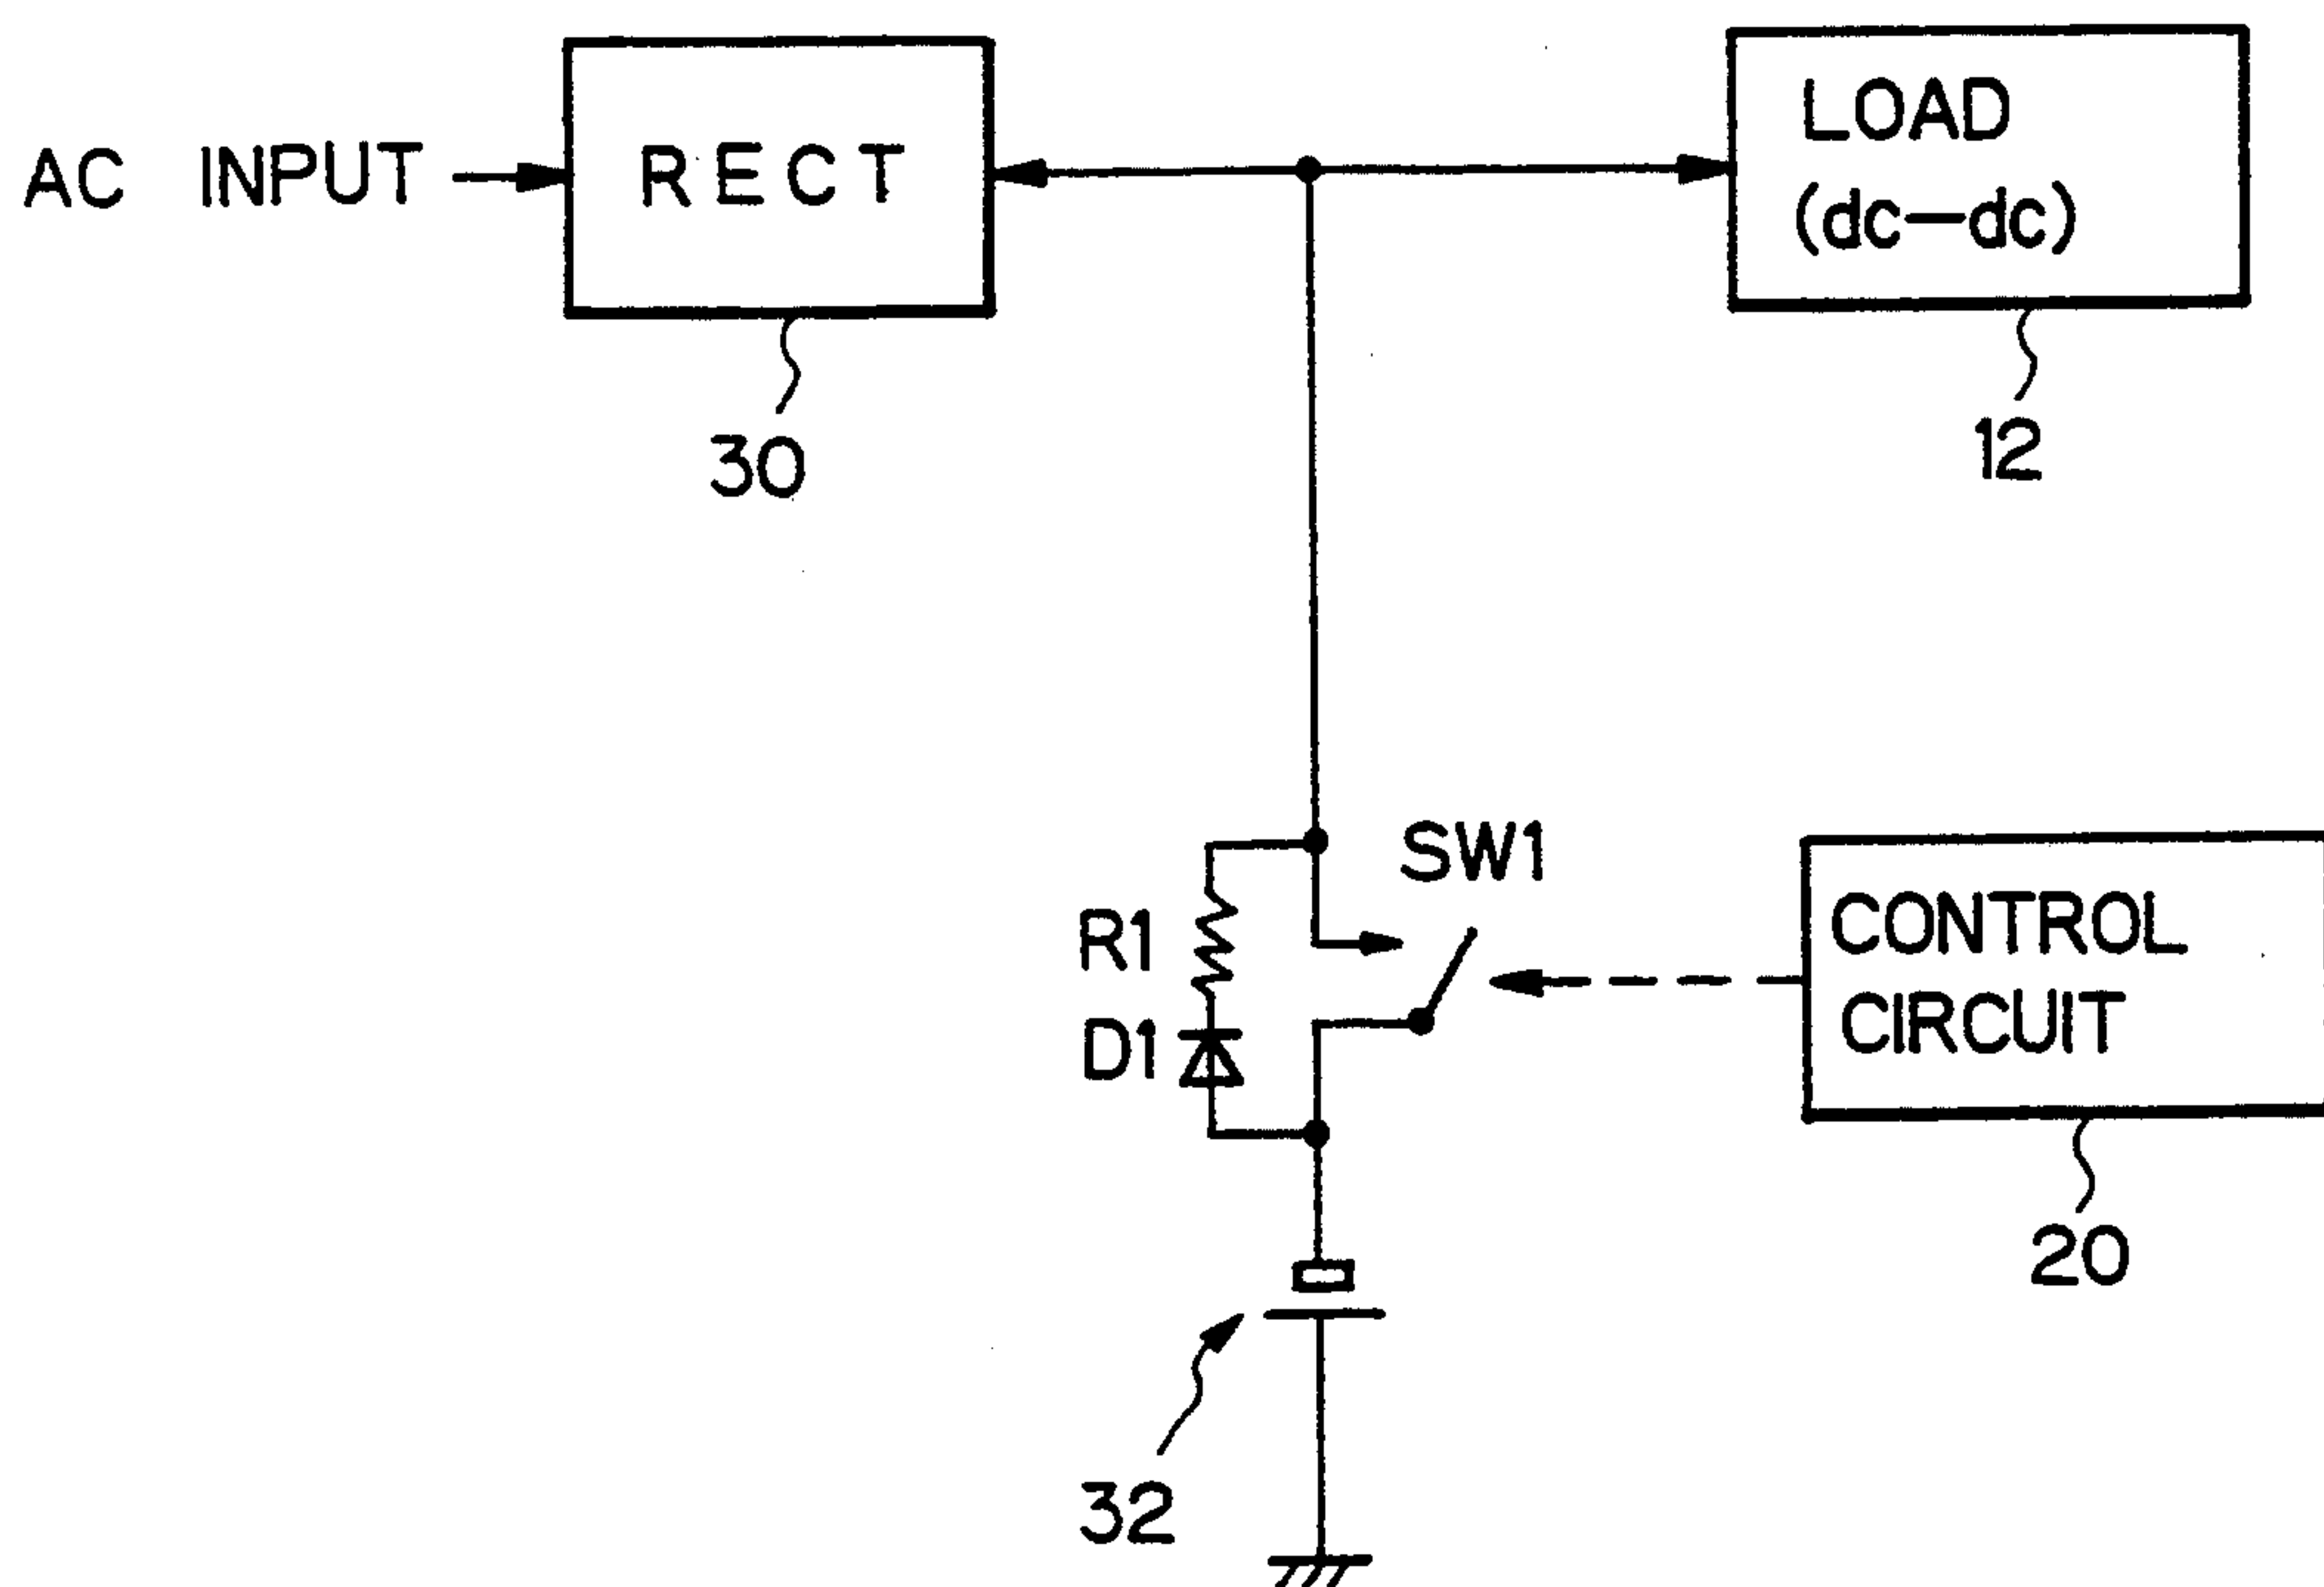 AC INPUT
RECT
LOAD
(dc—dc)
30
12
SW1
R1
D1
CONTROL
CIRCUIT
20
32